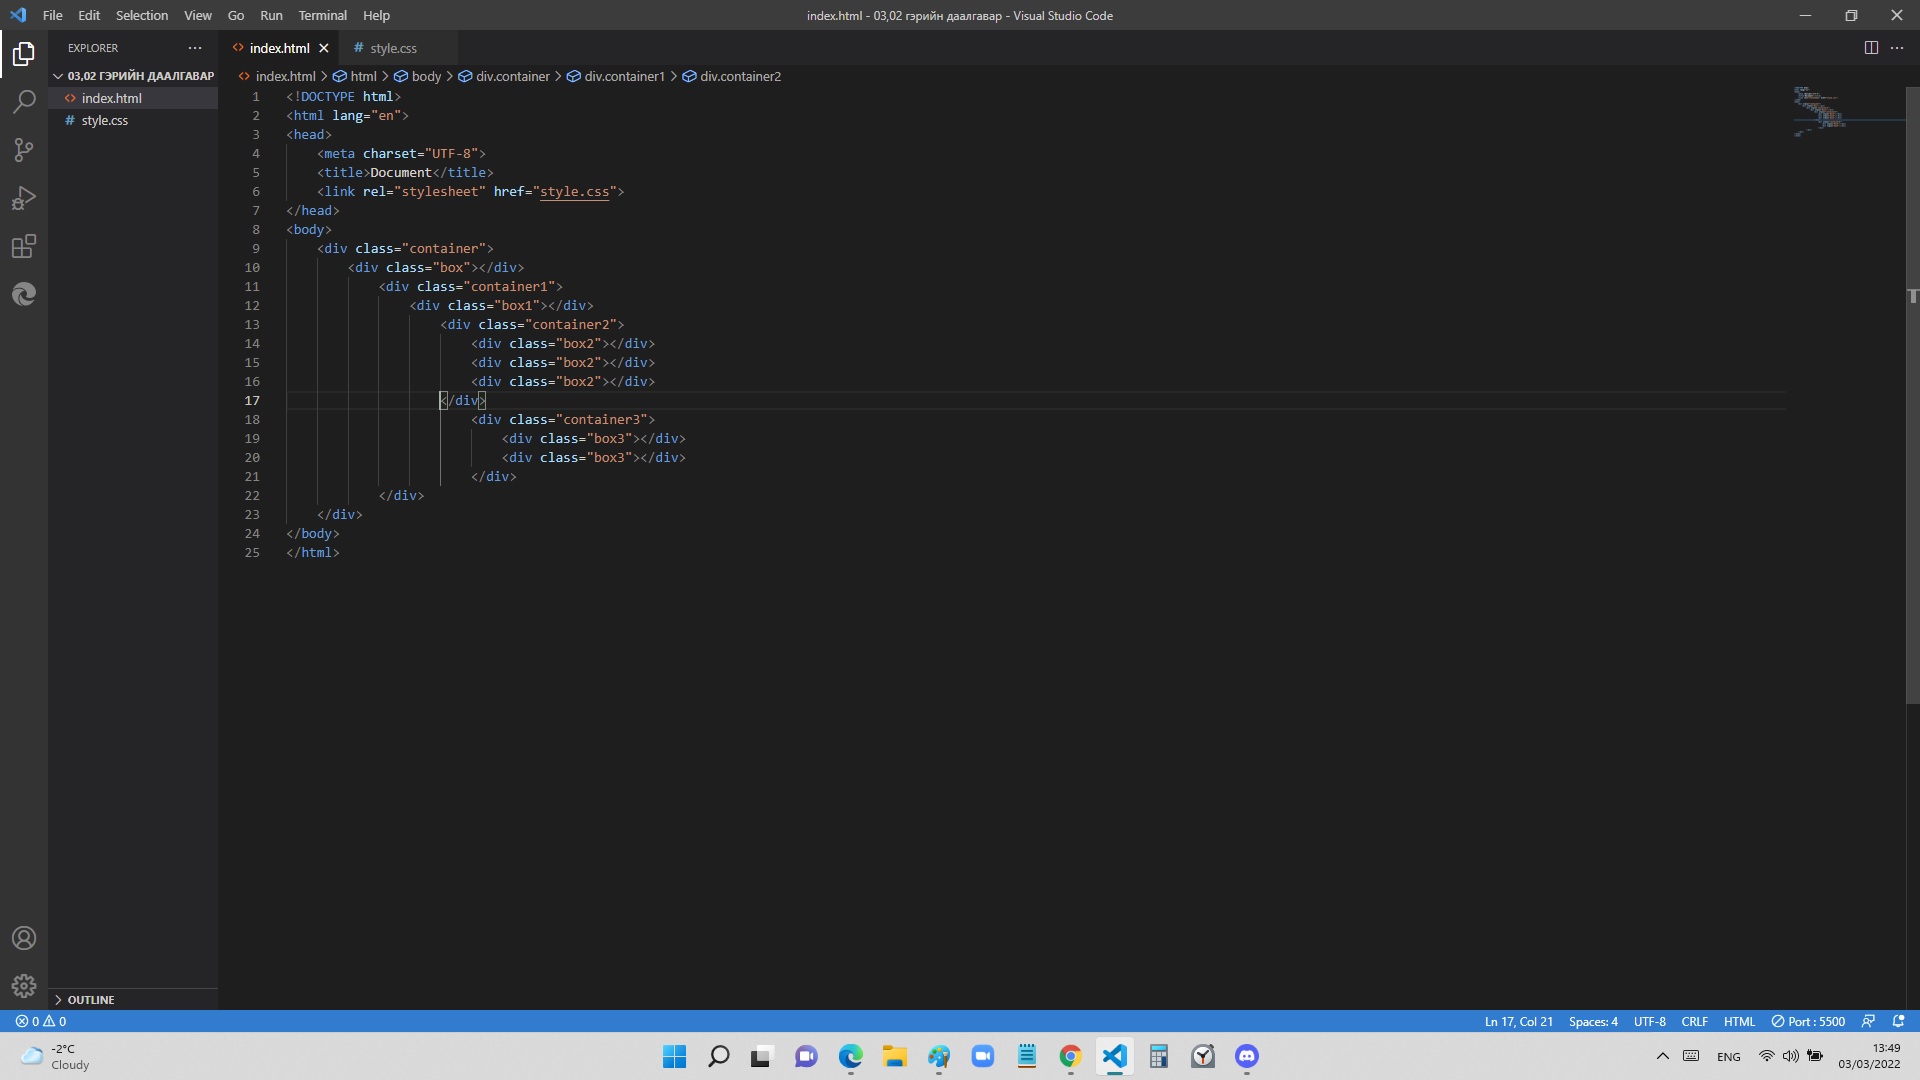 File Edit Selection View Go Run Terminal Help
index.html - 03,02 гэрийн даалгавар - Visual Studio Code
EXPLORER
03,02 ГЭРИЙН ДААЛГАВАР
index.html
style.css
OUTLINE
index.html style.css
index.html > html > body > div.container > div.container1 > div.container2
1 <!DOCTYPE html>
2 <html lang="en">
3 <head>
4     <meta charset="UTF-8">
5     <title>Document</title>
6     <link rel="stylesheet" href="style.css">
7 </head>
8 <body>
9     <div class="container">
10         <div class="box"></div>
11             <div class="container1">
12                 <div class="box1"></div>
13                     <div class="container2">
14                         <div class="box2"></div>
15                         <div class="box2"></div>
16                         <div class="box2"></div>
17                     </div>
18                         <div class="container3">
19                             <div class="box3"></div>
20                             <div class="box3"></div>
21                         </div>
22             </div>
23     </div>
24 </body>
25 </html>
0 0
Ln 17, Col 21 Spaces: 4 UTF-8 CRLF HTML Port : 5500
-2°C
Cloudy
ENG
13:49
03/03/2022